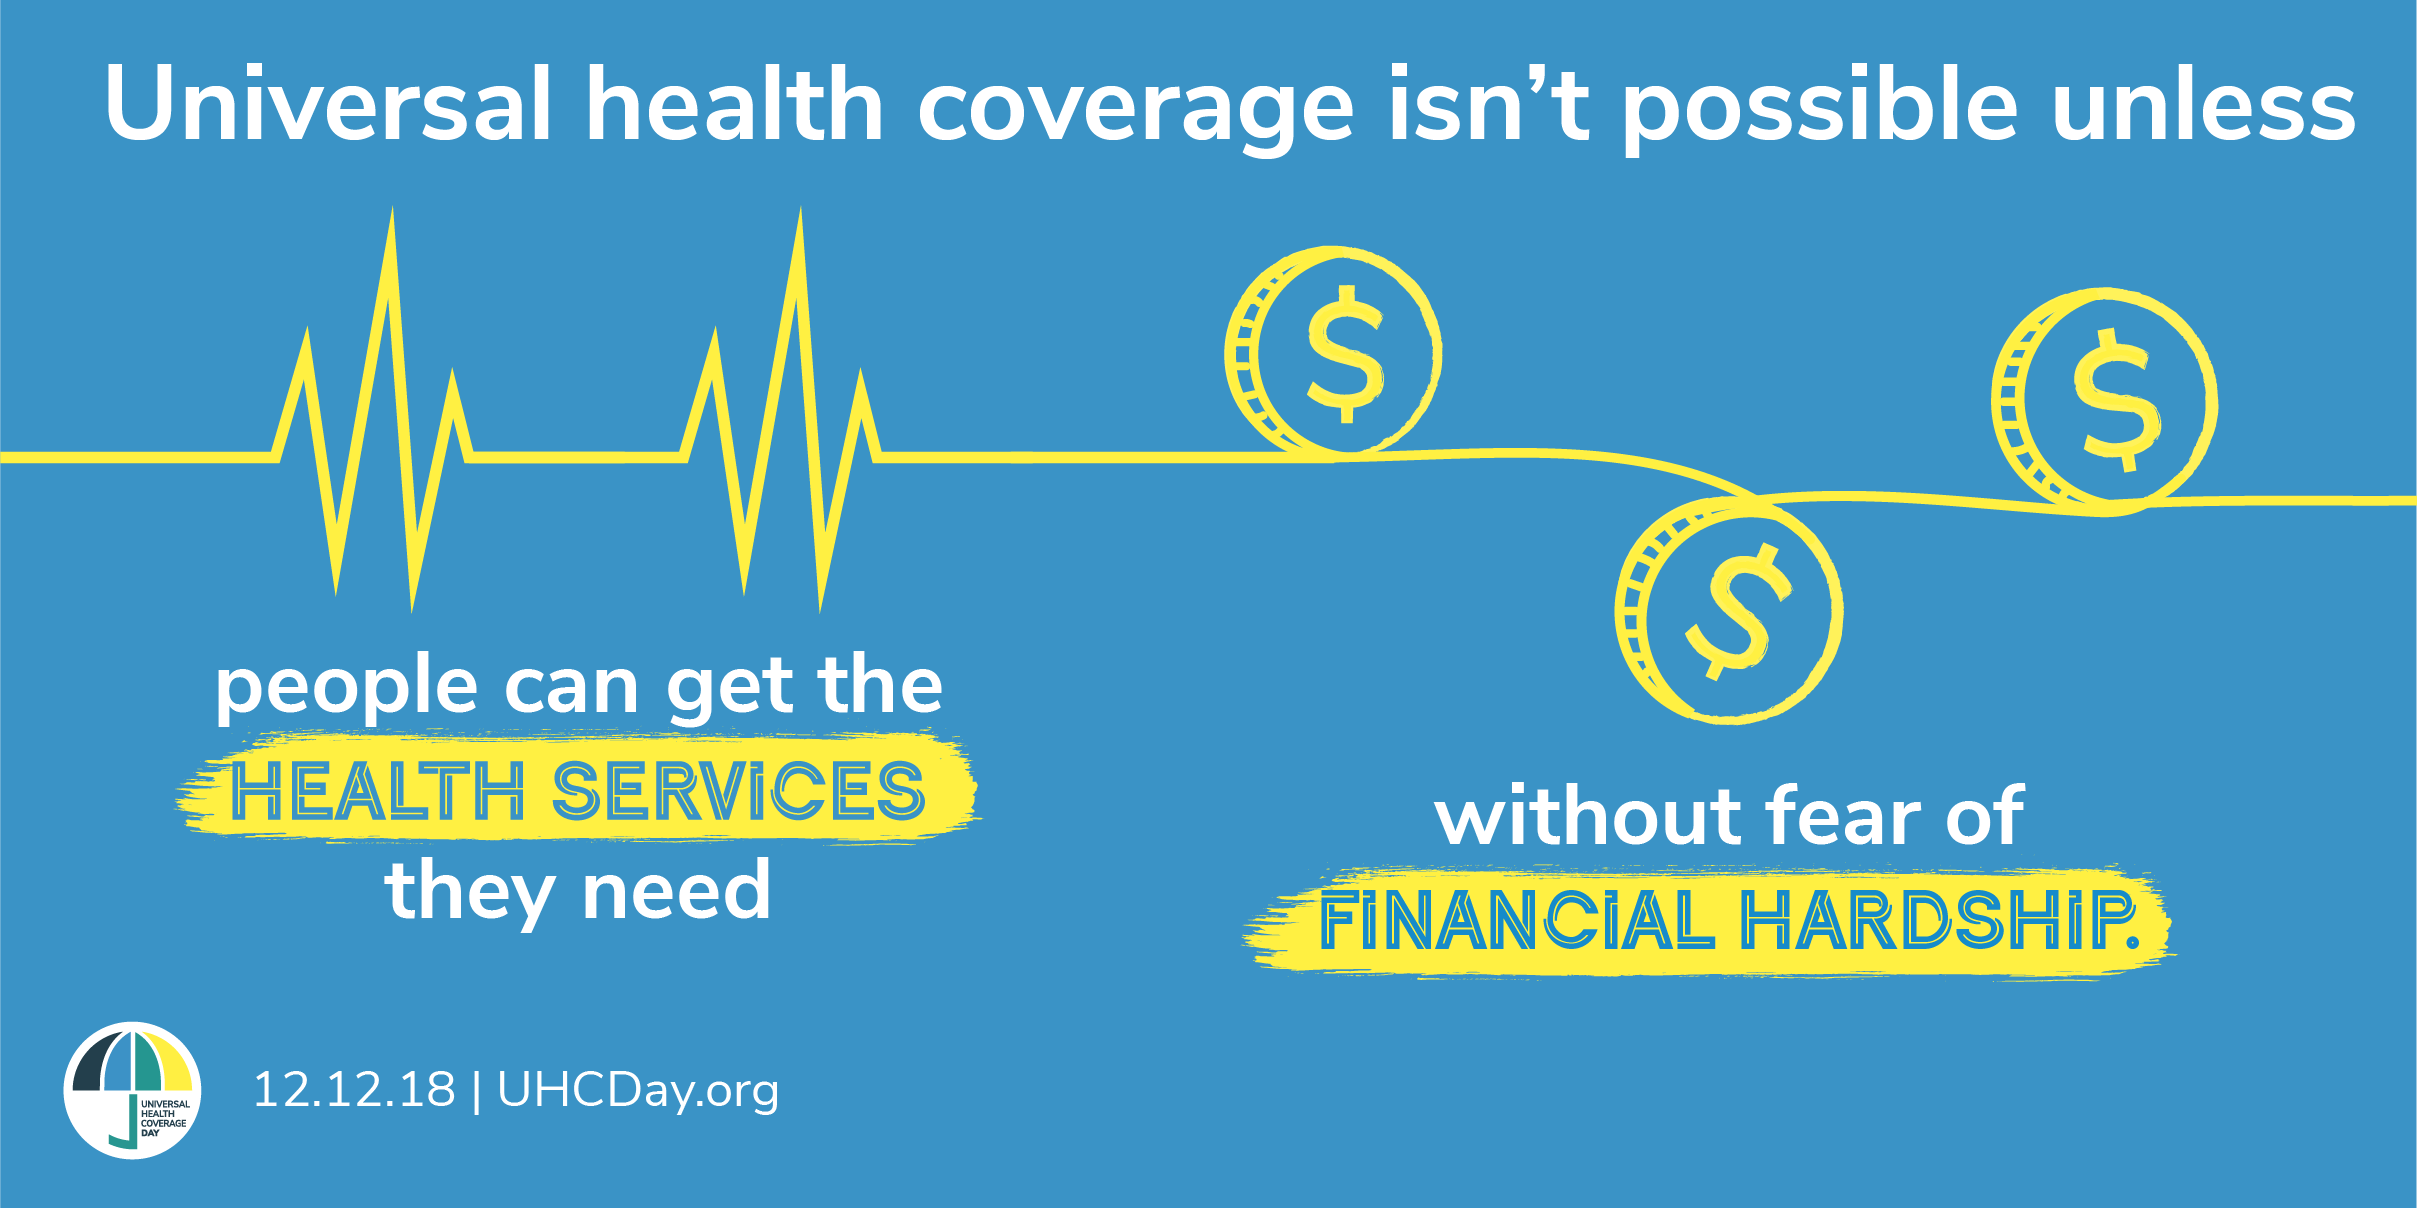 Universal health coverage isn’t possible unless
$
$
$
people can get the
HEALTH SERVICES
they need
without fear of
FINANCIAL HARDSHIP.
UNIVERSAL
HEALTH
COVERAGE
DAY
12.12.18 | UHCDay.org